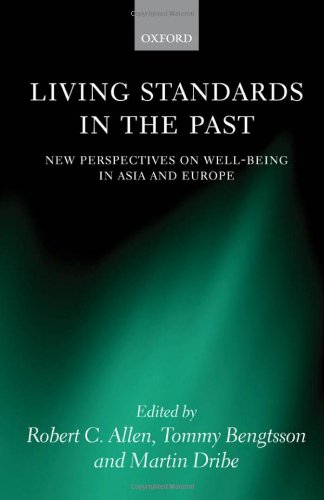 OXFORD
LIVING STANDARDS
IN THE PAST
NEW PERSPECTIVES ON WELL-BEING
IN ASIA AND EUROPE
Edited by
Robert C. Allen, Tommy Bengtsson
and Martin Dribe